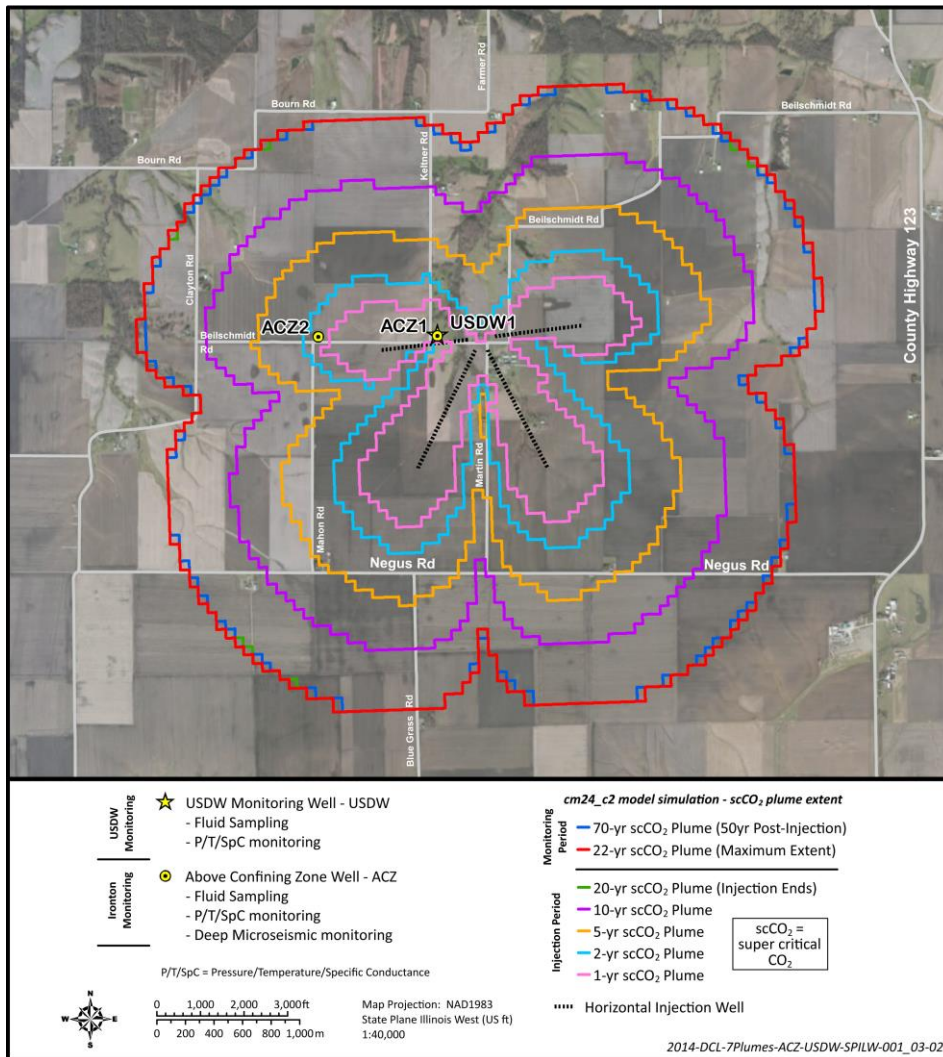 Farmer Rd
Bourn Rd
Beilschmidt Rd
Bourn Rd
Keltner Rd
Beilschmidt Rd
Clayton Rd
County Highway 123
ACZ2
ACZ1
USDW1
Beilschmidt
Rd
Martin Rd
Mahon Rd
Negus Rd
Negus Rd
Blue Grass Rd
USDW
Monitoring
USDW Monitoring Well - USDW
- Fluid Sampling
- P/T/SpC monitoring
Ironton
Monitoring
Above Confining Zone Well - ACZ
- Fluid Sampling
- P/T/SpC monitoring
- Deep Microseismic monitoring
P/T/SpC = Pressure/Temperature/Specific Conductance
N
W
E
S
0 1,000 2,000 3,000ft
0 200 400 600 800 1,000m
Map Projection: NAD1983
State Plane Illinois West (US ft)
1:40,000
cm24_c2 model simulation - scCO₂ plume extent
Monitoring
Period
70-yr scCO₂ Plume (50yr Post-Injection)
22-yr scCO₂ Plume (Maximum Extent)
Injection Period
20-yr scCO₂ Plume (Injection Ends)
10-yr scCO₂ Plume
5-yr scCO₂ Plume
2-yr scCO₂ Plume
1-yr scCO₂ Plume
scCO₂ =
super critical
CO₂
Horizontal Injection Well
2014-DCL-7Plumes-ACZ-USDW-SPILW-001_03-02